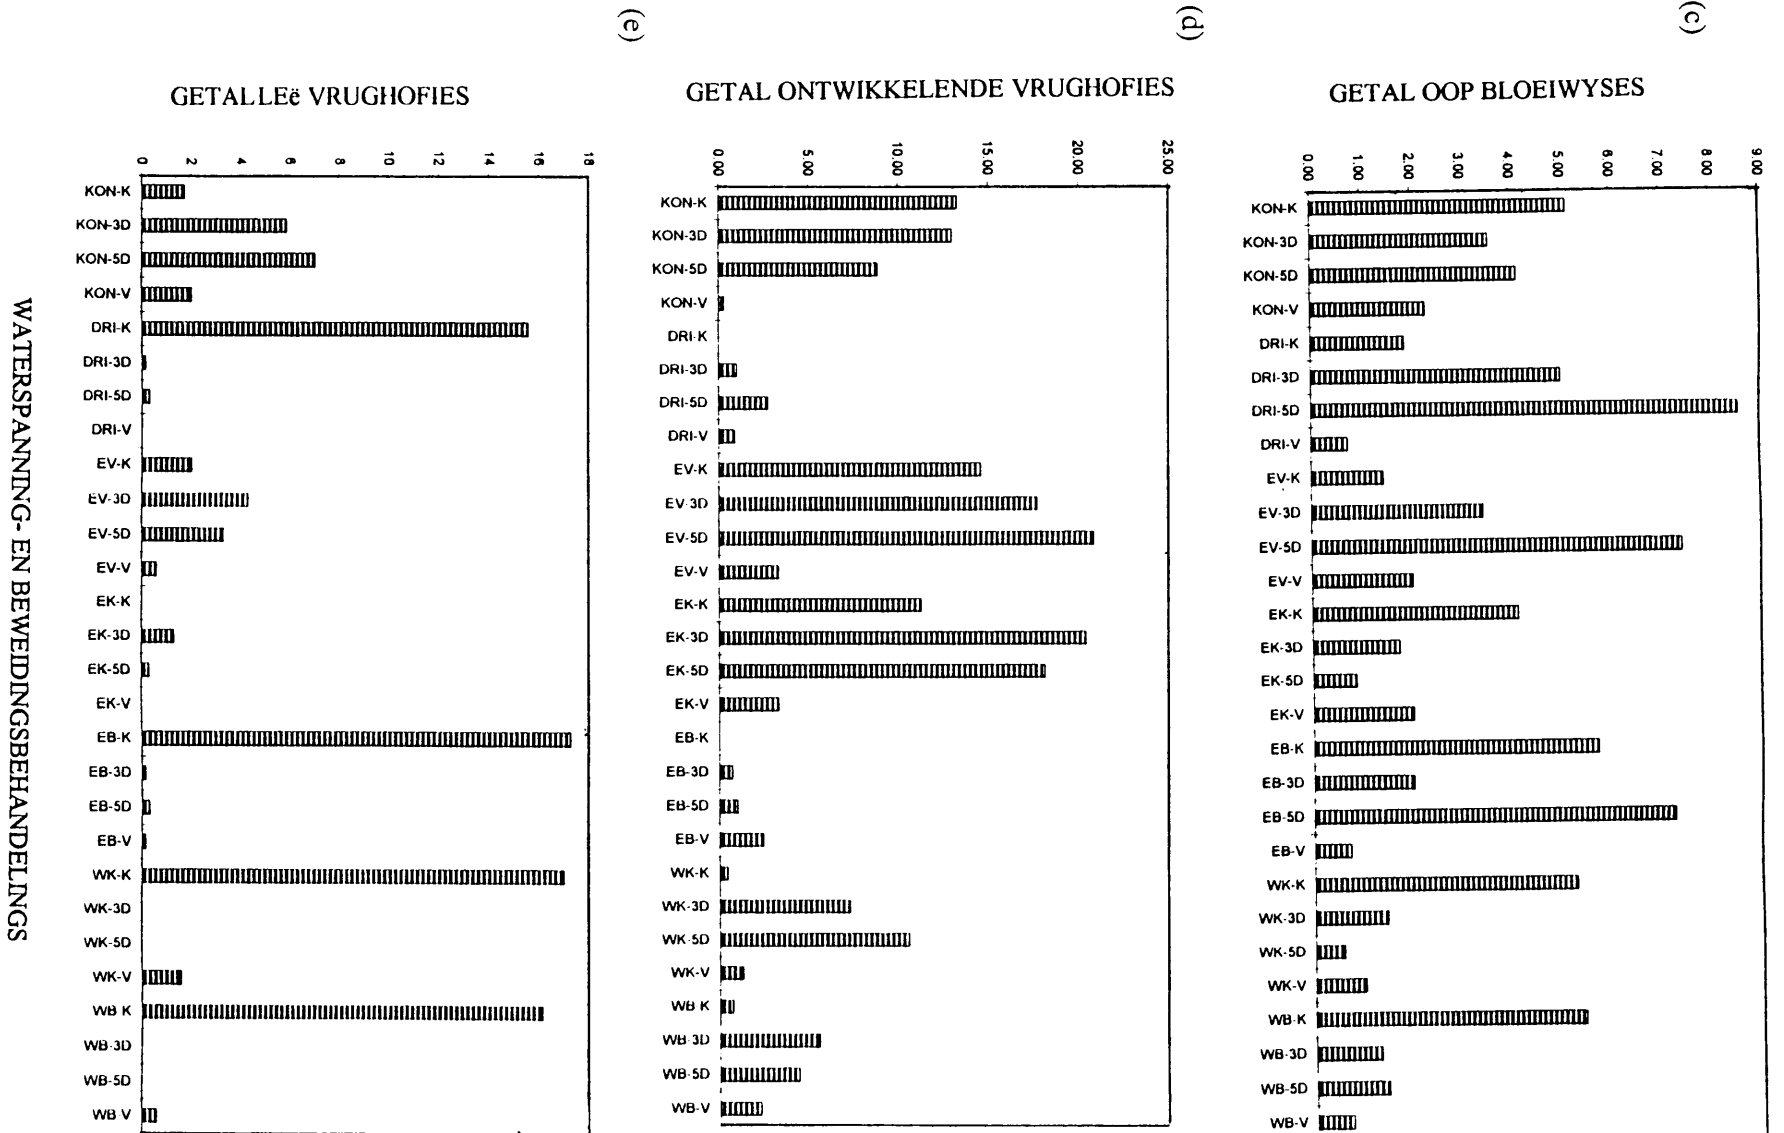 (c)
GETAL OOP BLOEIWYSES
0.00
1.00
2.00
3.00
4.00
5.00
6.00
7.00
8.00
9.00
KON-K
KON-3D
KON-5D
KON-V
DRI-K
DRI-3D
DRI-5D
DRI-V
EV-K
EV-3D
EV-5D
EV-V
EK-K
EK-3D
EK-5D
EK-V
EB-K
EB-3D
EB-5D
EB-V
WK-K
WK-3D
WK-5D
WK-V
WB-K
WB-3D
WB-5D
WB-V
(d)
GETAL ONTWIKKELENDE VRUGHOFIES
0.00
5.00
10.00
15.00
20.00
25.00
KON-K
KON-3D
KON-5D
KON-V
DRI-K
DRI-3D
DRI-5D
DRI-V
EV-K
EV-3D
EV-5D
EV-V
EK-K
EK-3D
EK-5D
EK-V
EB-K
EB-3D
EB-5D
EB-V
WK-K
WK-3D
WK-5D
WK-V
WB-K
WB-3D
WB-5D
WB-V
(e)
GETAL LEë VRUGHOFIES
0
2
4
6
8
10
12
14
16
18
KON-K
KON-3D
KON-5D
KON-V
DRI-K
DRI-3D
DRI-5D
DRI-V
EV-K
EV-3D
EV-5D
EV-V
EK-K
EK-3D
EK-5D
EK-V
EB-K
EB-3D
EB-5D
EB-V
WK-K
WK-3D
WK-5D
WK-V
WB-K
WB-3D
WB-5D
WB-V
WATERSPANNING- EN BEWEIDINGSBEHANDELINGS